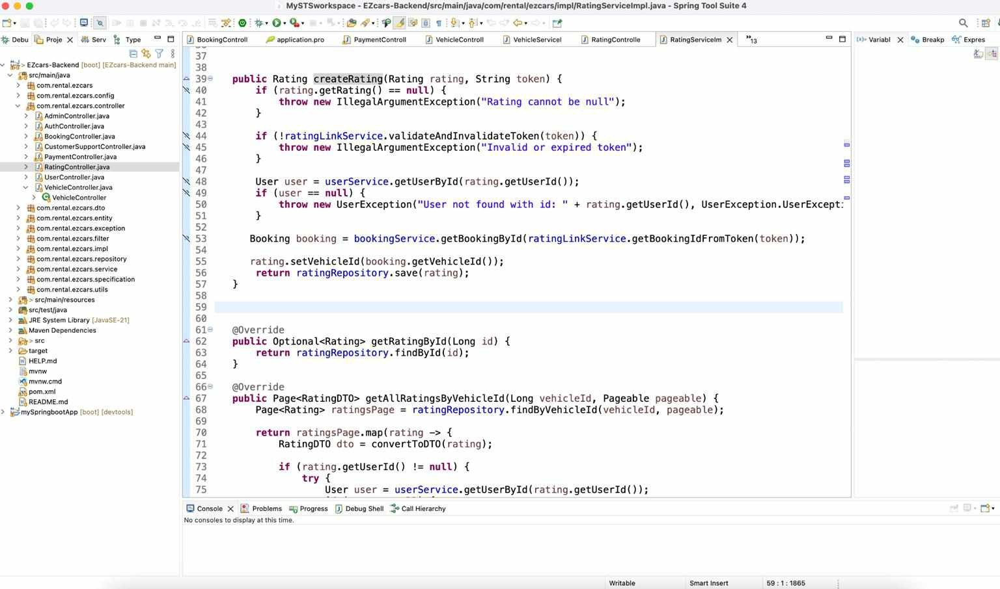 MySTSworkspace - EZcars-Backend/src/main/java/com/rental/ezcars/impl/RatingServiceImpl.java - Spring Tool Suite 4
Debu
Proje
Serv
Type
BookingControll
application.pro
PaymentControll
VehicleControll
VehicleServiceI
RatingControlle
RatingServiceIm
»13
Variabl
Breakp
Expres
> EZcars-Backend [boot] [EZcars-Backend main]
src/main/java
com.rental.ezcars
com.rental.ezcars.config
com.rental.ezcars.controller
AdminController.java
AuthController.java
BookingController.java
CustomerSupportController.java
PaymentController.java
RatingController.java
UserController.java
VehicleController.java
VehicleController
com.rental.ezcars.dto
com.rental.ezcars.entity
com.rental.ezcars.exception
com.rental.ezcars.filter
com.rental.ezcars.impl
com.rental.ezcars.repository
com.rental.ezcars.service
com.rental.ezcars.specification
com.rental.ezcars.utils
> src/main/resources
src/test/java
JRE System Library [JavaSE-21]
Maven Dependencies
> src
target
HELP.md
mvnw
mvnw.cmd
pom.xml
README.md
mySpringbootApp [boot] [devtools]
37
38
39 public Rating createRating(Rating rating, String token) {
40 if (rating.getRating() == null) {
41 throw new IllegalArgumentException("Rating cannot be null");
42 }
43
44 if (!ratingLinkService.validateAndInvalidateToken(token)) {
45 throw new IllegalArgumentException("Invalid or expired token");
46 }
47
48 User user = userService.getUserById(rating.getUserId());
49 if (user == null) {
50 throw new UserException("User not found with id: " + rating.getUserId(), UserException.UserExcept:
51 }
52
53 Booking booking = bookingService.getBookingById(ratingLinkService.getBookingIdFromToken(token));
54
55 rating.setVehicleId(booking.getVehicleId());
56 return ratingRepository.save(rating);
57 }
58
59
60
61 @Override
62 public Optional<Rating> getRatingById(Long id) {
63 return ratingRepository.findById(id);
64 }
65
66 @Override
67 public Page<RatingDTO> getAllRatingsByVehicleId(Long vehicleId, Pageable pageable) {
68 Page<Rating> ratingsPage = ratingRepository.findByVehicleId(vehicleId, pageable);
69
70 return ratingsPage.map(rating -> {
71 RatingDTO dto = convertToDTO(rating);
72
73 if (rating.getUserId() != null) {
74 try {
75 User user = userService.getUserById(rating.getUserId());
Console
Problems
Progress
Debug Shell
Call Hierarchy
No consoles to display at this time.
Writable
Smart Insert
59 : 1 : 1865